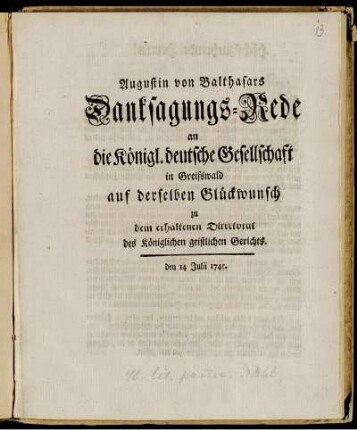 13
Augustin von Balthasars
Danksagungs-Rede
an
die Königl. deutsche Gesellschaft
in Greifswald
auf derselben Glückwunsch
zu
dem erhaltenen Directorat
des Königlichen geistlichen Gerichts.
den 14 Julii 1745.